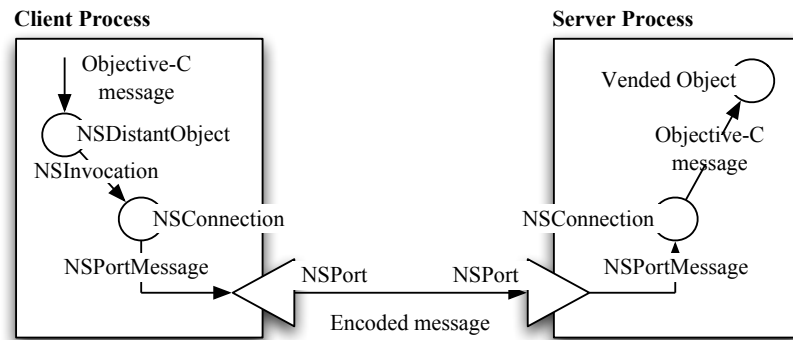 Client Process
Objective-C
message
NSDistantObject
NSInvocation
NSConnection
NSPortMessage
NSPort
Encoded message
Server Process
Vended Object
Objective-C
message
NSConnection
NSPortMessage
NSPort